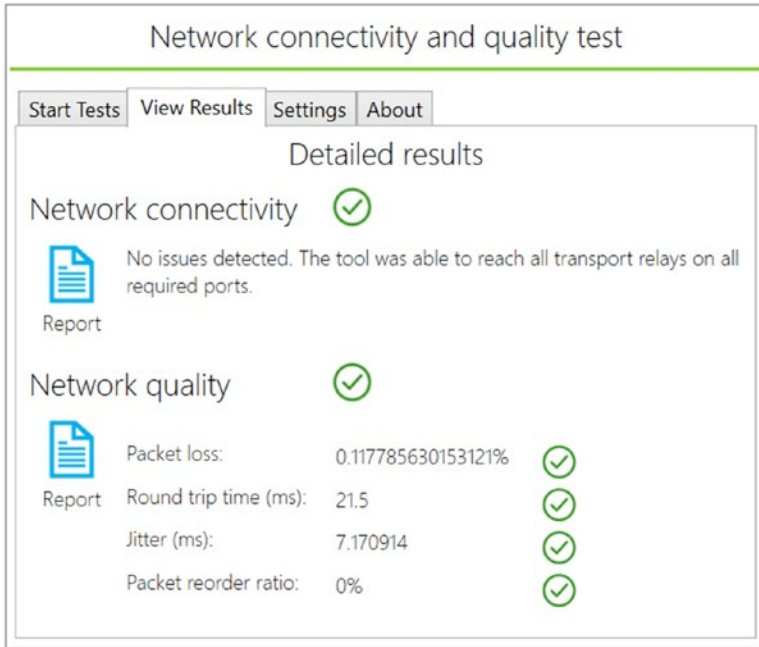 Network connectivity and quality test
Start Tests View Results Settings About
Detailed results
Network connectivity
No issues detected. The tool was able to reach all transport relays on all
required ports.
Report
Network quality
Packet loss: 0.117785630153121%
Report Round trip time (ms): 21.5
Jitter (ms): 7.170914
Packet reorder ratio: 0%